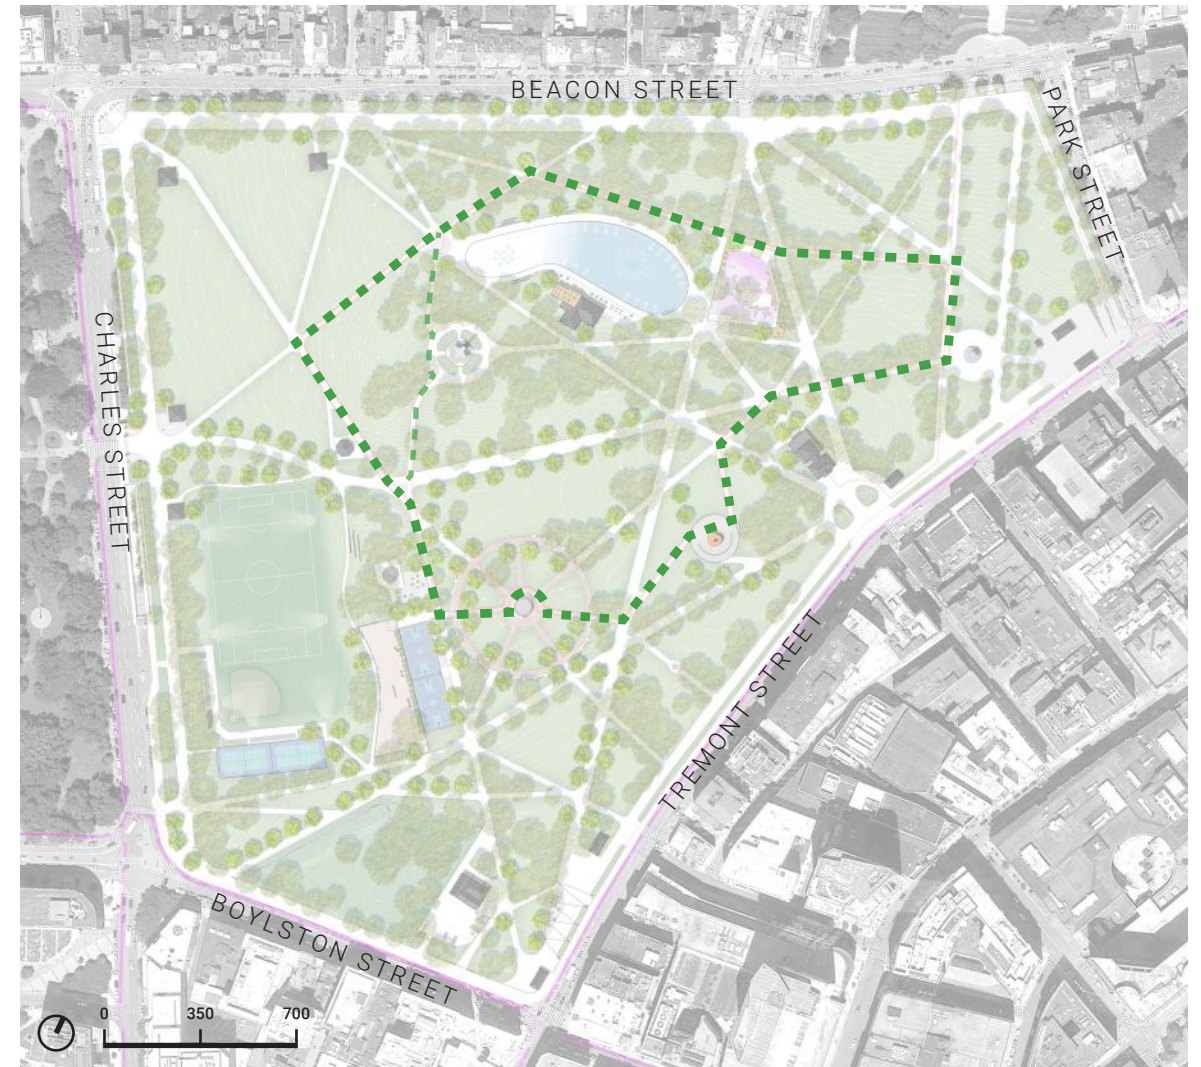 BEACON STREET
PARK STREET
CHARLES STREET
TREMONT STREET
BOYLSTON STREET
0 350 700